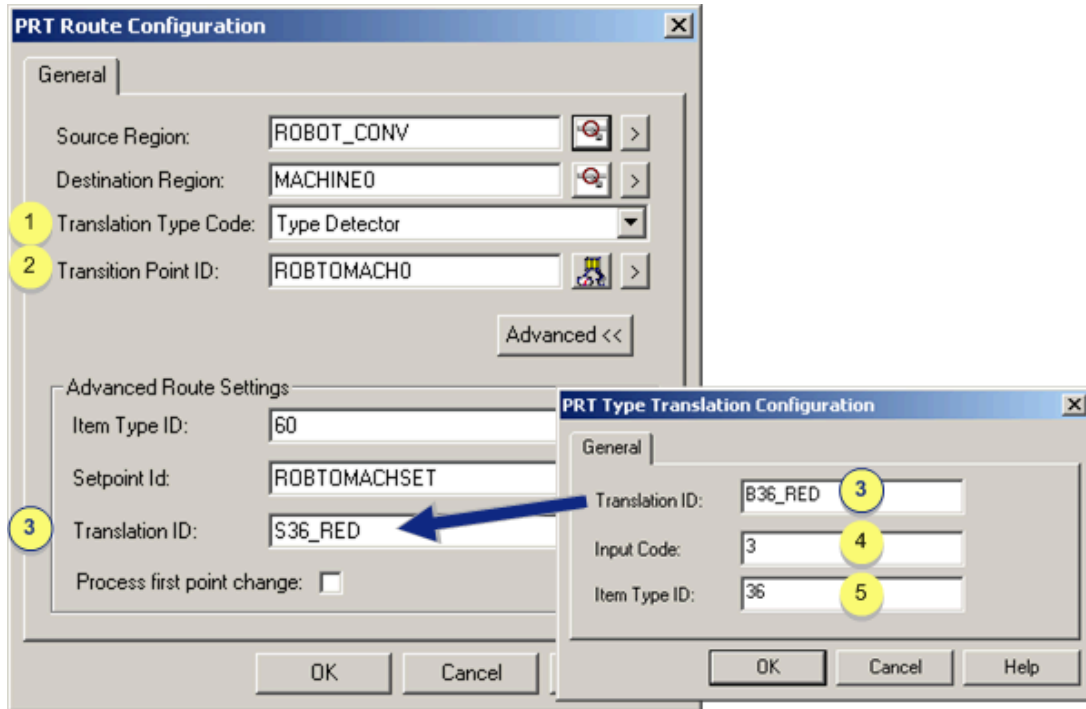 PRT Route Configuration
General
Source Region: ROBOT_CONV >
Destination Region: MACHINE0 >
1 Translation Type Code: Type Detector
2 Transition Point ID: ROBTOMACH0 >
Advanced <<
Advanced Route Settings
Item Type ID: 60
Setpoint Id: ROBTOMACHSET
3 Translation ID: S36_RED
Process first point change:
OK Cancel
PRT Type Translation Configuration
General
Translation ID: B36_RED 3
Input Code: 3 4
Item Type ID: 36 5
OK Cancel Help